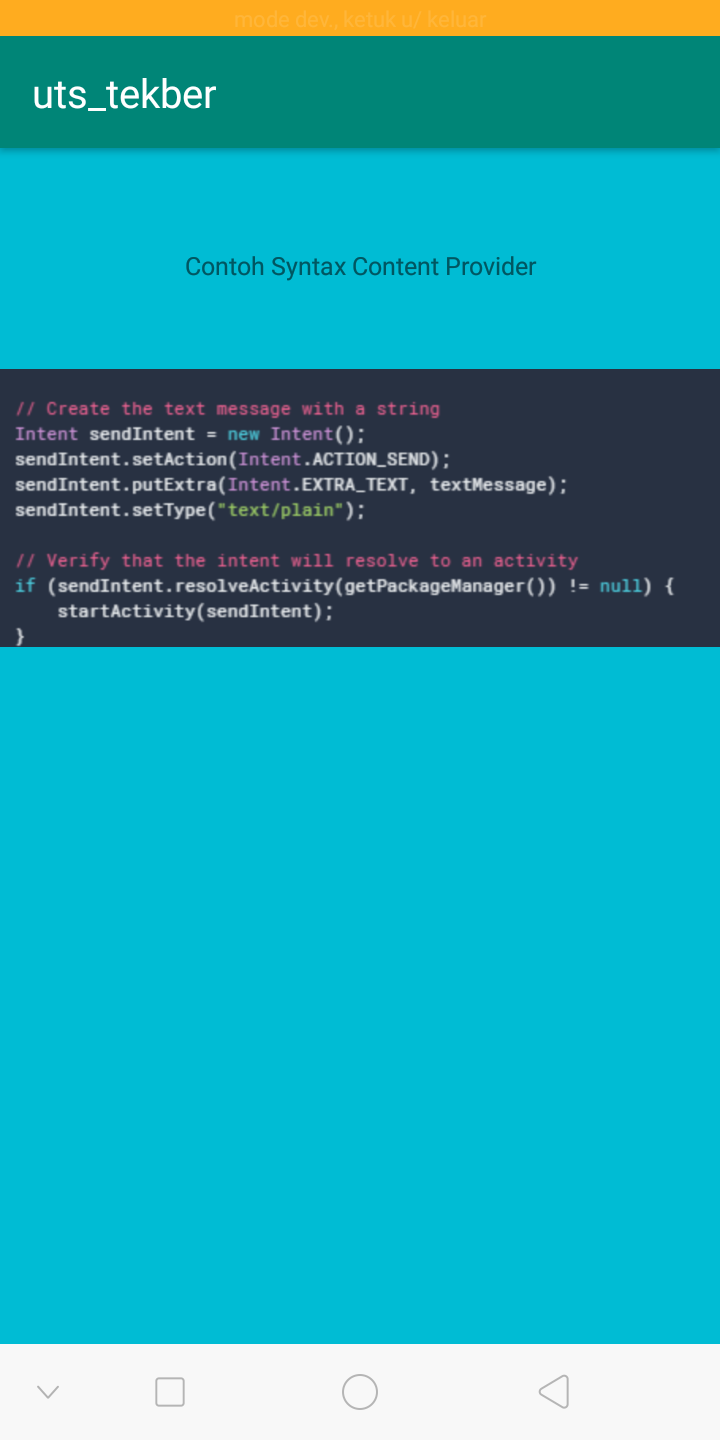 mode dev., ketuk u/ keluar
uts_tekber
Contoh Syntax Content Provider
// Create the text message with a string
Intent sendIntent = new Intent();
sendIntent.setAction(Intent.ACTION_SEND);
sendIntent.putExtra(Intent.EXTRA_TEXT, textMessage);
sendIntent.setType("text/plain");
// Verify that the intent will resolve to an activity
if (sendIntent.resolveActivity(getPackageManager()) != null) {
    startActivity(sendIntent);
}